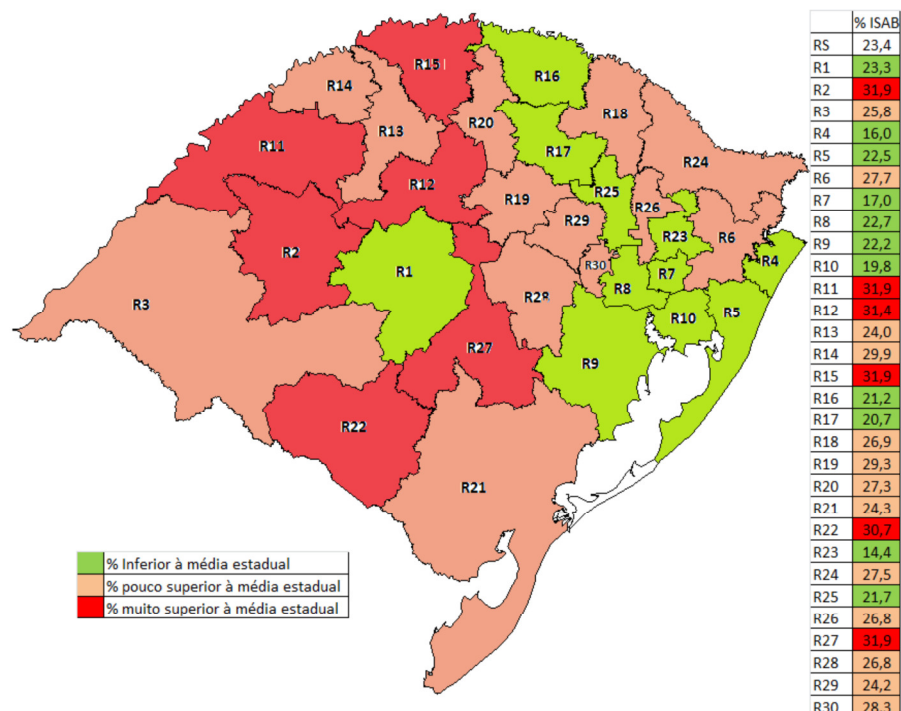 % ISAB
RS 23,4
R1 23,3
R2 31,9
R3 25,8
R4 16,0
R5 22,5
R6 27,7
R7 17,0
R8 22,7
R9 22,2
R10 19,8
R11 31,9
R12 31,4
R13 24,0
R14 29,9
R15 31,9
R16 21,2
R17 20,7
R18 26,9
R19 29,3
R20 27,3
R21 24,3
R22 30,7
R23 14,4
R24 27,5
R25 21,7
R26 26,8
R27 31,9
R28 26,8
R29 24,2
R30 28,3
R15
R16
R14
R18
R20
R13
R11
R17
R24
R12
R25
R19
R26
R29
R23
R6
R2
R1
R4
R30
R7
R8
R28
R3
R5
R10
R27
R9
R22
R21
% Inferior à média estadual
% pouco superior à média estadual
% muito superior à média estadual